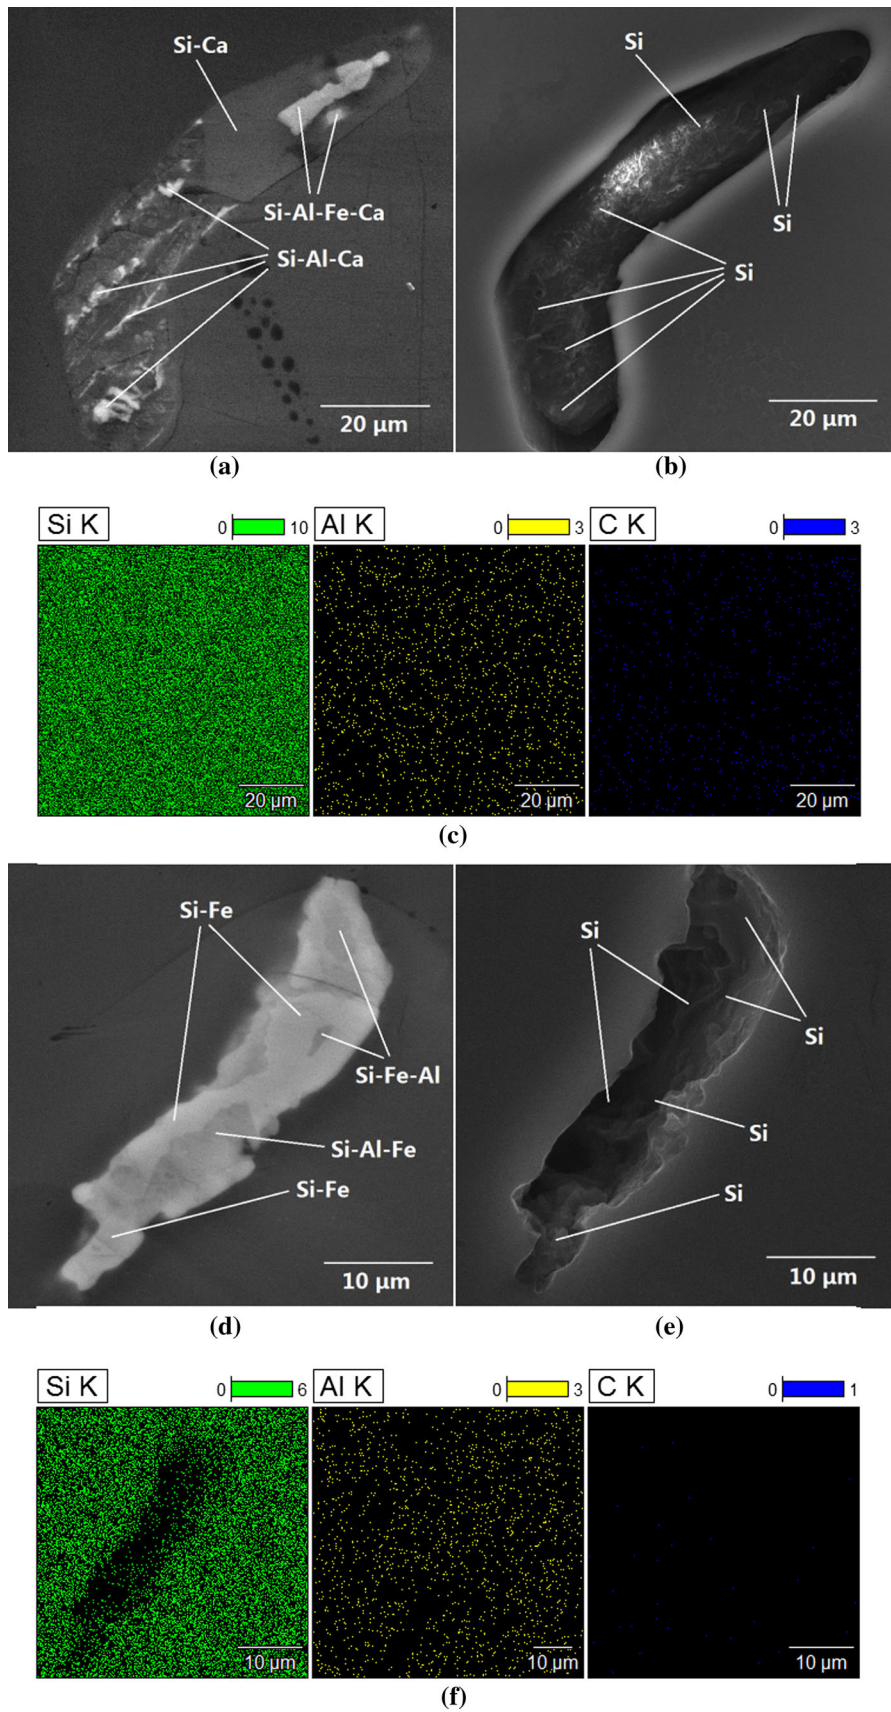 Si-Ca
Si-Al-Fe-Ca
Si-Al-Ca
20 μm
Si
Si
Si
20 μm
(a)
(b)
Si K
0 10
Al K
0 3
C K
0 3
20 μm
20 μm
20 μm
(c)
Si-Fe
Si-Fe-Al
Si-Al-Fe
Si-Fe
10 μm
Si
Si
Si
Si
10 μm
(d)
(e)
Si K
0 6
Al K
0 3
C K
0 1
10 μm
10 μm
10 μm
(f)